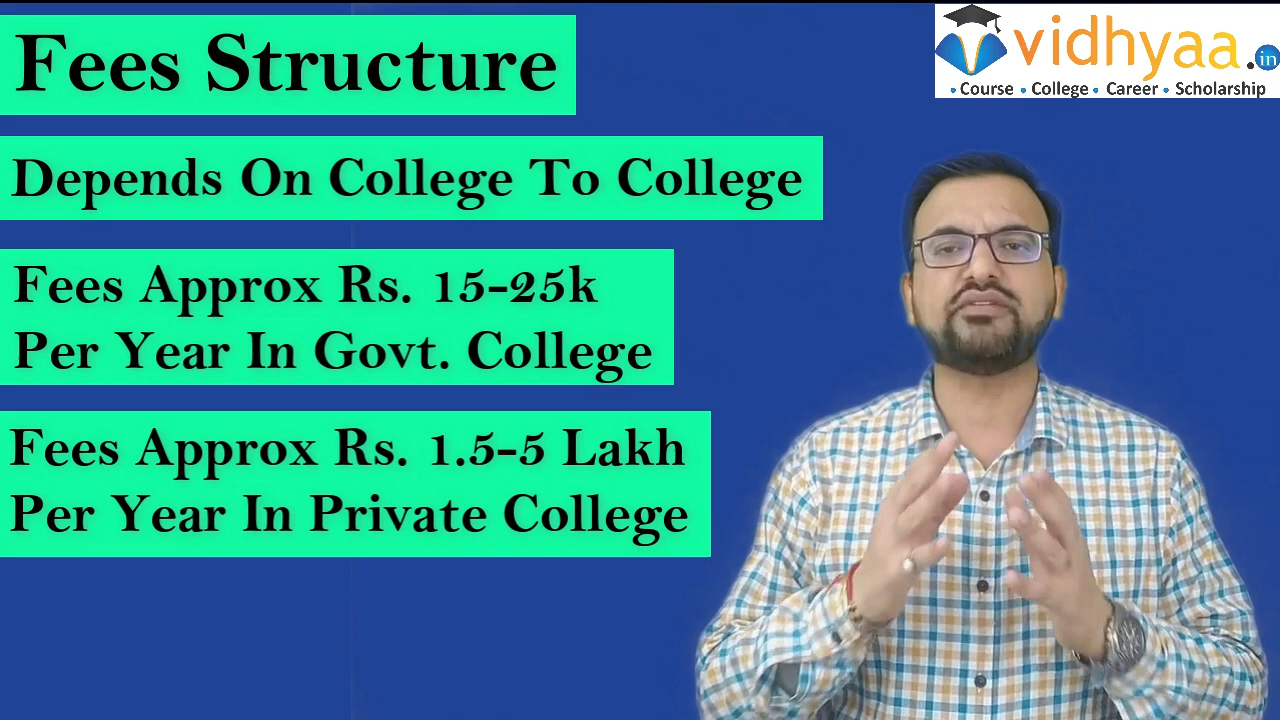 Fees Structure
Depends On College To College
Fees Approx Rs. 15-25k
Per Year In Govt. College
Fees Approx Rs. 1.5-5 Lakh
Per Year In Private College
vidhyaa.in
• Course • College • Career • Scholarship